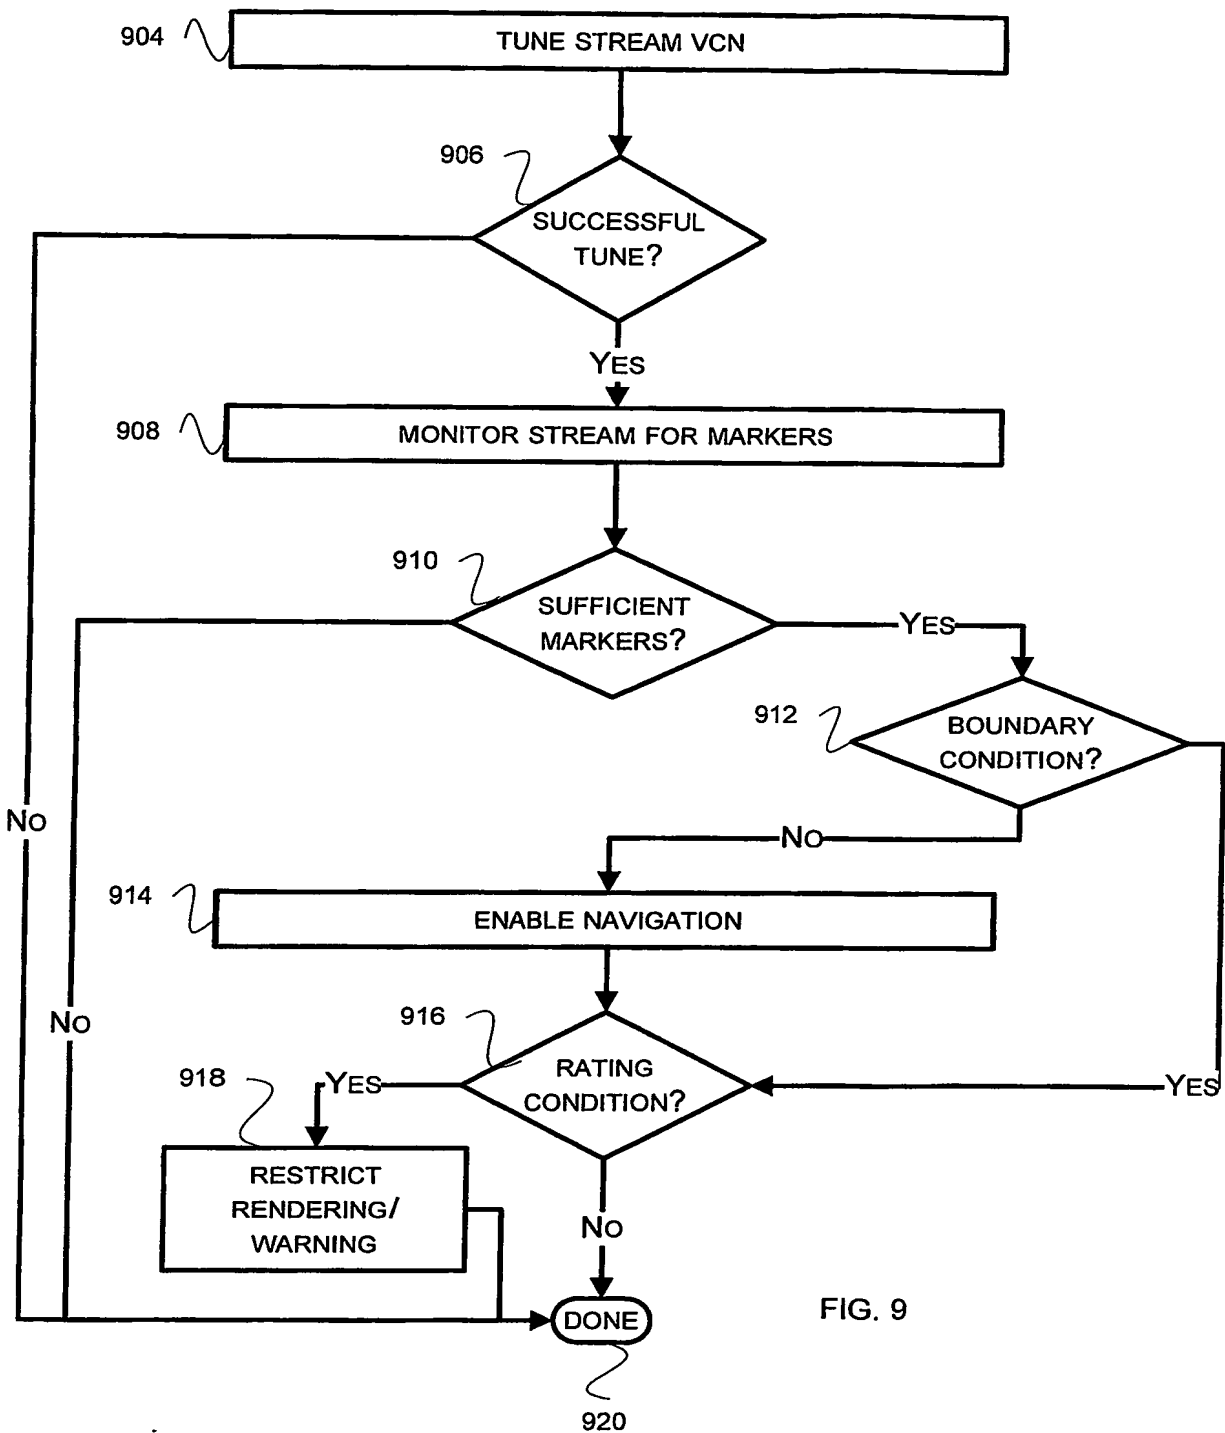 904
TUNE STREAM VCN
906
SUCCESSFUL
TUNE?
YES
908
MONITOR STREAM FOR MARKERS
910
SUFFICIENT
MARKERS?
YES
912
BOUNDARY
CONDITION?
NO
NO
914
ENABLE NAVIGATION
NO
916
RATING
CONDITION?
918
YES
YES
RESTRICT
RENDERING/
WARNING
NO
DONE
FIG. 9
920